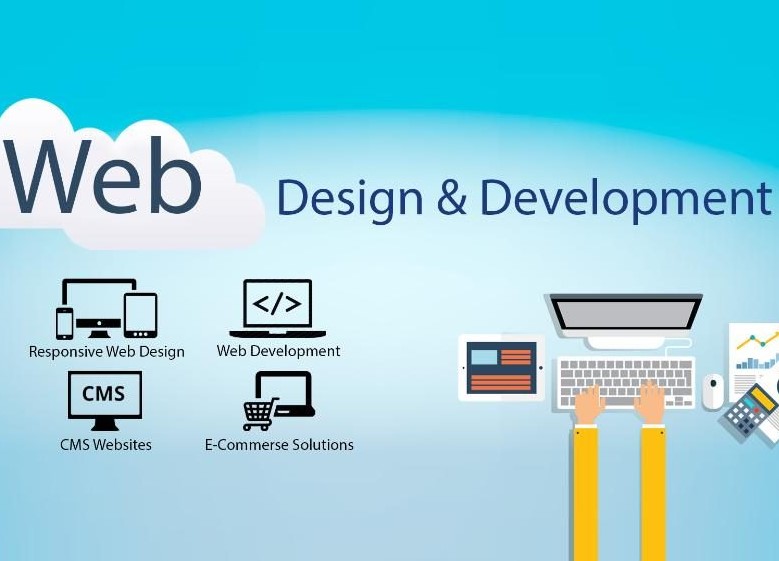 Web
Design & Development
Responsive Web Design
</>
Web Development
CMS
CMS Websites
E-Commerse Solutions